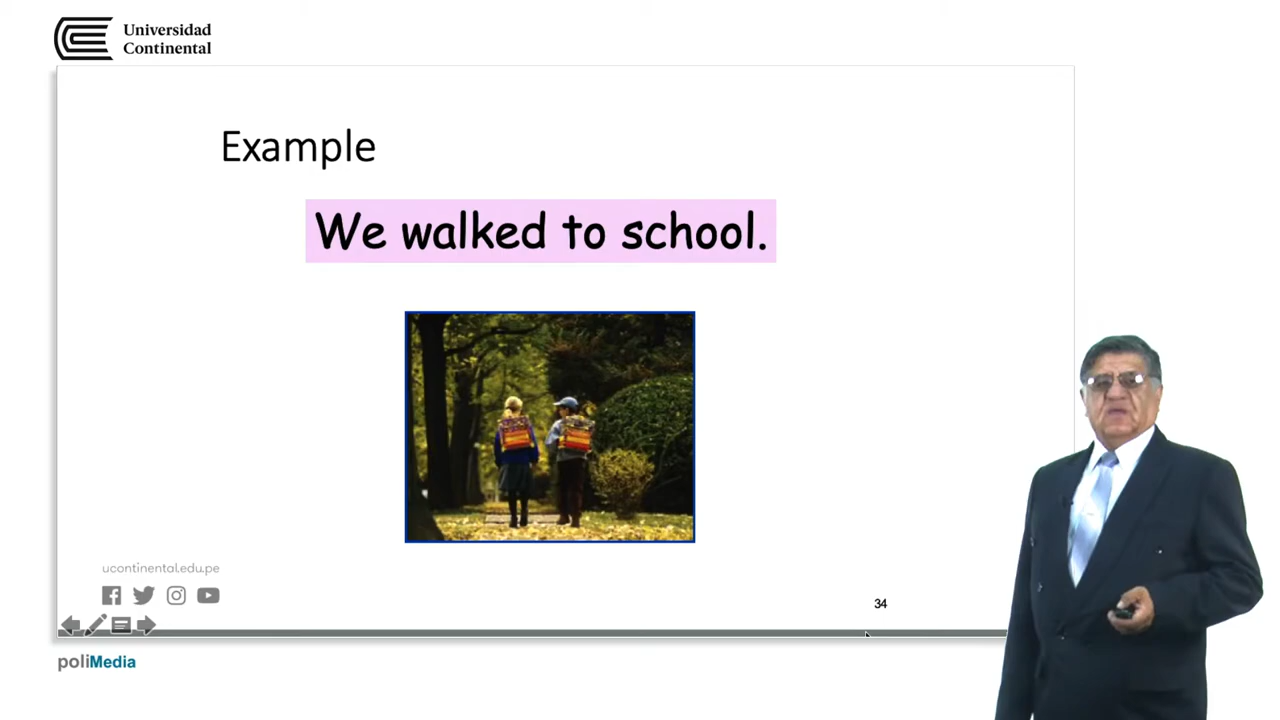 Universidad
Continental
Example
We walked to school.
ucontinental.edu.pe
34
poliMedia